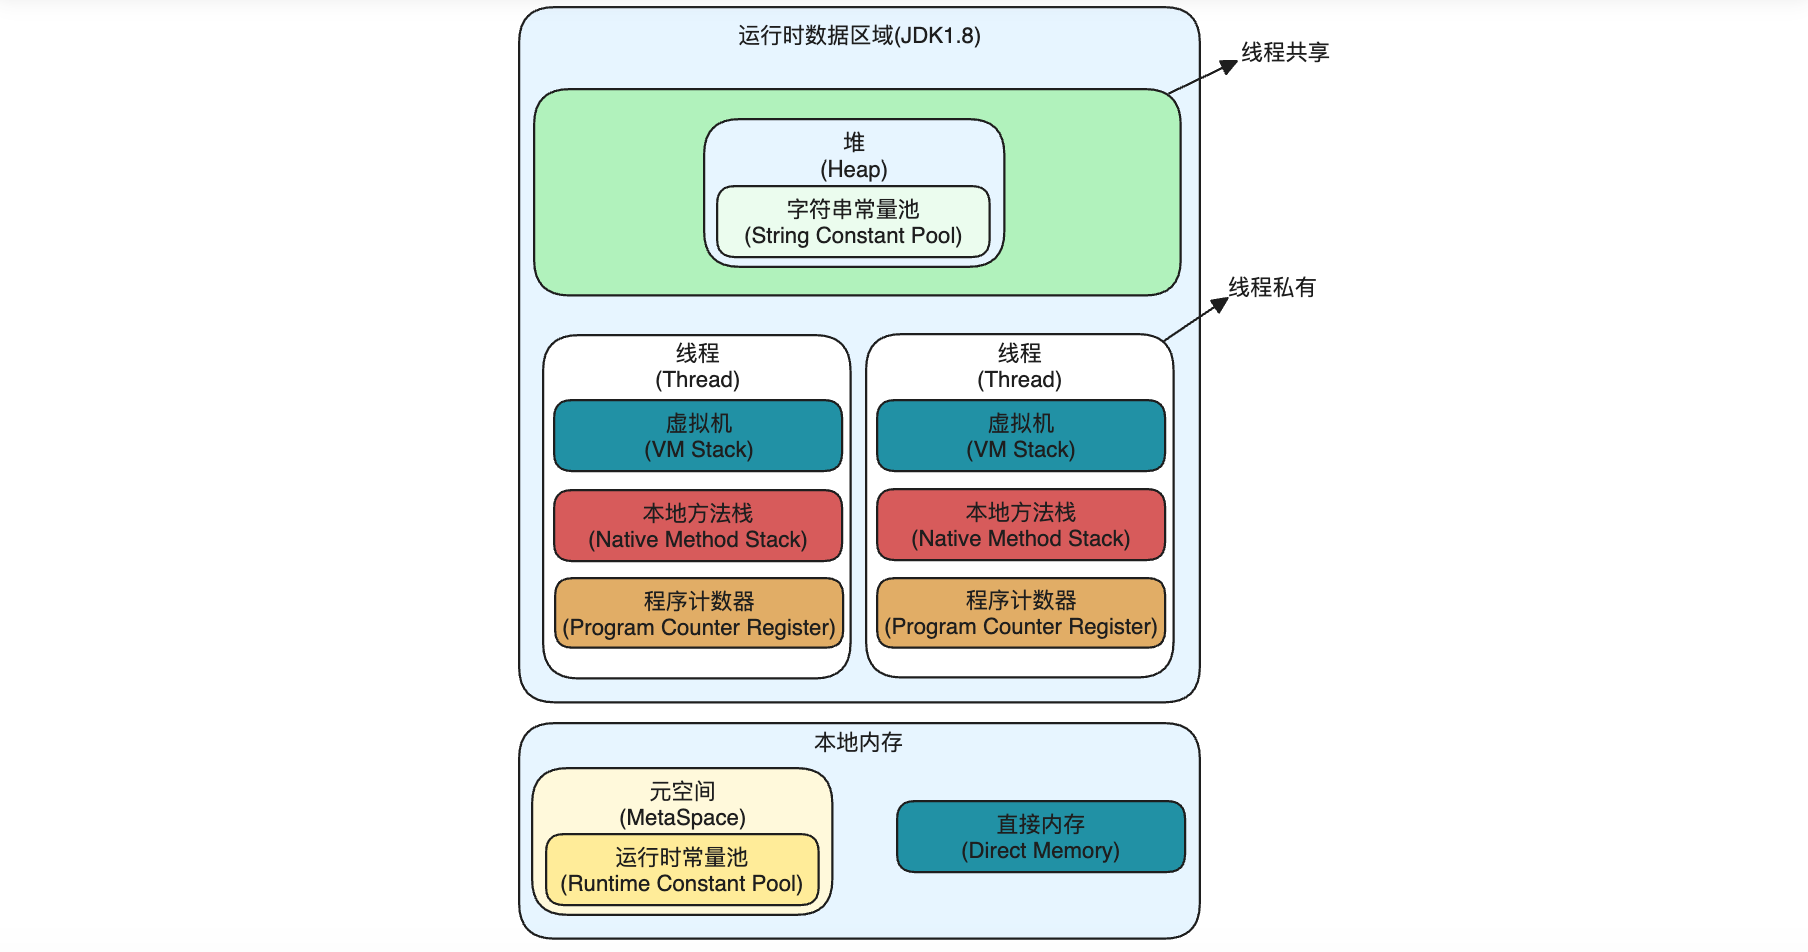 运行时数据区域(JDK1.8)
线程共享
堆
(Heap)
字符串常量池
(String Constant Pool)
线程私有
线程
(Thread)
虚拟机
(VM Stack)
本地方法栈
(Native Method Stack)
程序计数器
(Program Counter Register)
线程
(Thread)
虚拟机
(VM Stack)
本地方法栈
(Native Method Stack)
程序计数器
(Program Counter Register)
本地内存
元空间
(MetaSpace)
运行时常量池
(Runtime Constant Pool)
直接内存
(Direct Memory)